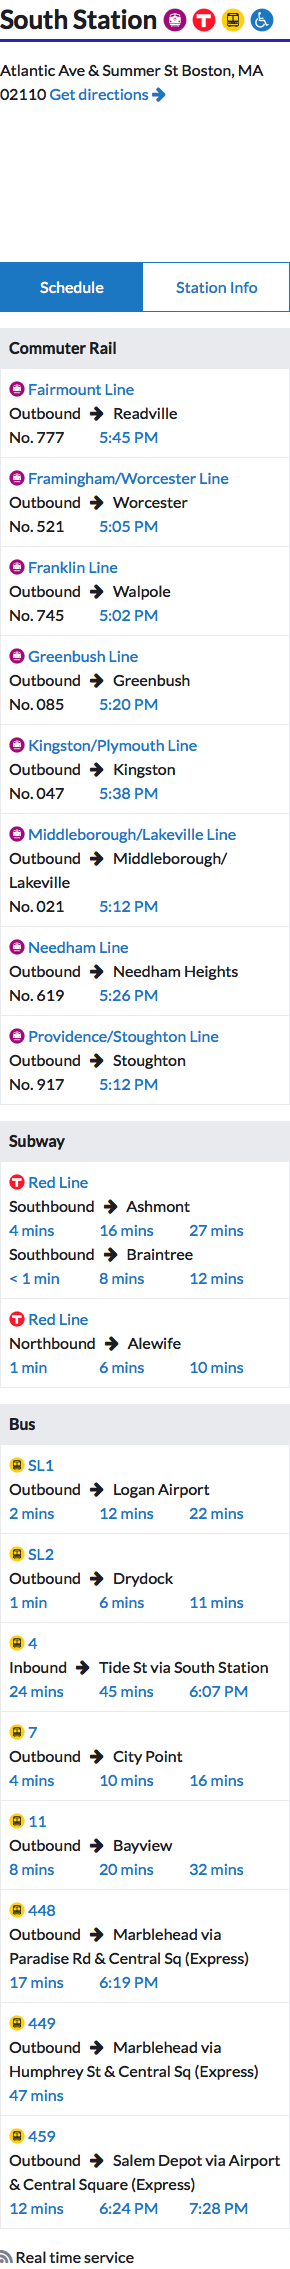 South Station
Atlantic Ave & Summer St Boston, MA
02110 Get directions
Schedule
Station Info
Commuter Rail
Fairmount Line
Outbound Readville
No. 777 5:45 PM
Framingham/Worcester Line
Outbound Worcester
No. 521 5:05 PM
Franklin Line
Outbound Walpole
No. 745 5:02 PM
Greenbush Line
Outbound Greenbush
No. 085 5:20 PM
Kingston/Plymouth Line
Outbound Kingston
No. 047 5:38 PM
Middleborough/Lakeville Line
Outbound Middleborough/
Lakeville
No. 021 5:12 PM
Needham Line
Outbound Needham Heights
No. 619 5:26 PM
Providence/Stoughton Line
Outbound Stoughton
No. 917 5:12 PM
Subway
T Red Line
Southbound Ashmont
4 mins 16 mins 27 mins
Southbound Braintree
< 1 min 8 mins 12 mins
T Red Line
Northbound Alewife
1 min 6 mins 10 mins
Bus
SL1
Outbound Logan Airport
2 mins 12 mins 22 mins
SL2
Outbound Drydock
1 min 6 mins 11 mins
4
Inbound Tide St via South Station
24 mins 45 mins 6:07 PM
7
Outbound City Point
4 mins 10 mins 16 mins
11
Outbound Bayview
8 mins 20 mins 32 mins
448
Outbound Marblehead via
Paradise Rd & Central Sq (Express)
17 mins 6:19 PM
449
Outbound Marblehead via
Humphrey St & Central Sq (Express)
47 mins
459
Outbound Salem Depot via Airport
& Central Square (Express)
12 mins 6:24 PM 7:28 PM
Real time service